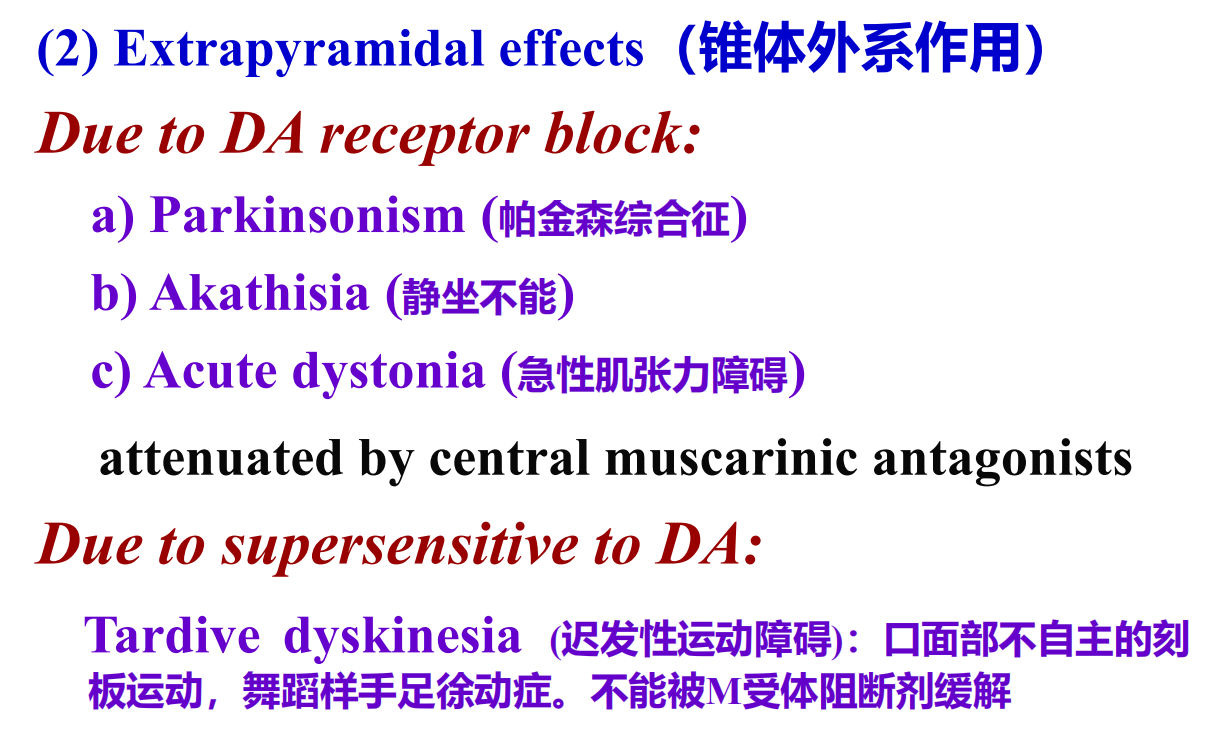 (2) Extrapyramidal effects（锥体外系作用）
Due to DA receptor block:
a) Parkinsonism (帕金森综合征)
b) Akathisia (静坐不能)
c) Acute dystonia (急性肌张力障碍)
attenuated by central muscarinic antagonists
Due to supersensitive to DA:
Tardive dyskinesia (迟发性运动障碍)：口面部不自主的刻
板运动，舞蹈样手足徐动症。不能被M受体阻断剂缓解